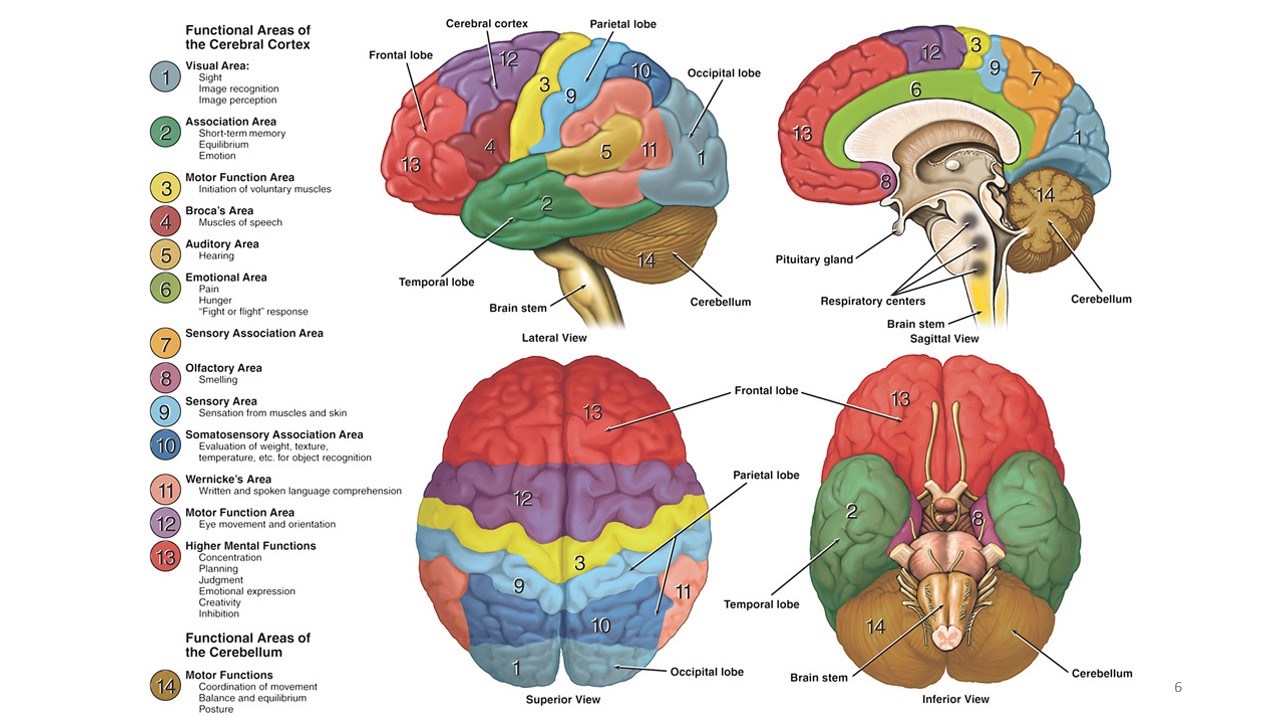 Functional Areas of
the Cerebral Cortex
1
Visual Area:
Sight
Image recognition
Image perception
2
Association Area
Short-term memory
Equilibrium
Emotion
3
Motor Function Area
Initiation of voluntary muscles
4
Broca's Area
Muscles of speech
5
Auditory Area
Hearing
6
Emotional Area
Pain
Hunger
"Fight or flight" response
7
Sensory Association Area
8
Olfactory Area
Smelling
9
Sensory Area
Sensation from muscles and skin
10
Somatosensory Association Area
Evaluation of weight, texture,
temperature, etc. for object recognition
11
Wernicke's Area
Written and spoken language comprehension
12
Motor Function Area
Eye movement and orientation
13
Higher Mental Functions
Concentration
Planning
Judgment
Emotional expression
Creativity
Inhibition
Functional Areas of
the Cerebellum
14
Motor Functions
Coordination of movement
Balance and equilibrium
Posture
Cerebral cortex
Parietal lobe
Frontal lobe
Occipital lobe
12
3
10
9
13
4
5
11
1
2
14
Temporal lobe
Brain stem
Cerebellum
Lateral View
12
3
9
7
6
13
1
8
14
Pituitary gland
Respiratory centers
Brain stem
Cerebellum
Sagittal View
13
Frontal lobe
12
Parietal lobe
3
9
11
10
1
Occipital lobe
Superior View
13
2
8
Temporal lobe
14
Brain stem
Cerebellum
Inferior View
6